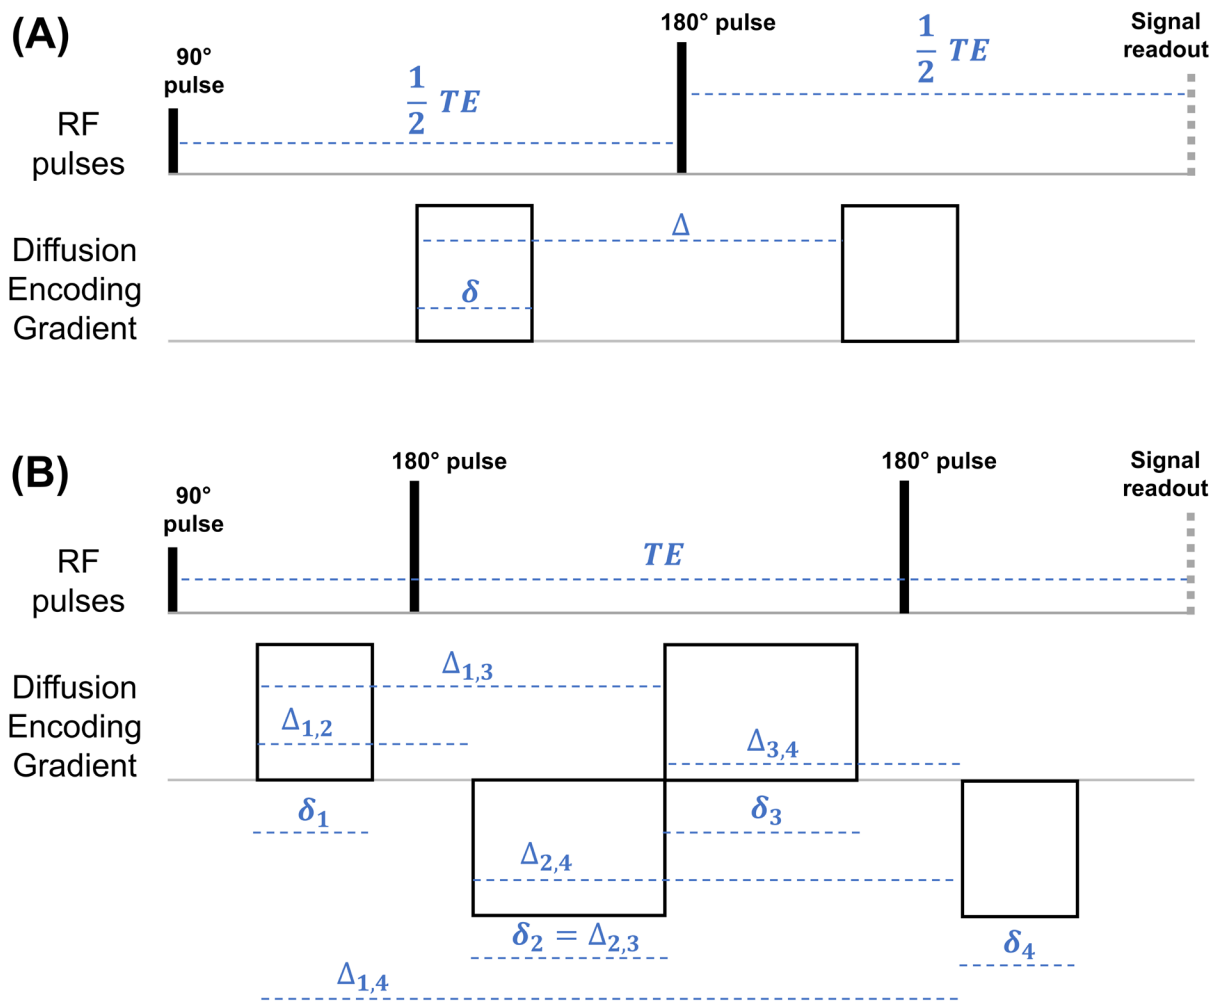 (A)
90°
pulse
180° pulse
Signal
readout
1/2 TE
1/2 TE
RF
pulses
Diffusion
Encoding
Gradient
Δ
δ
(B)
90°
pulse
180° pulse
180° pulse
Signal
readout
RF
pulses
TE
Diffusion
Encoding
Gradient
Δ1,3
Δ1,2
Δ3,4
δ1
δ3
Δ2,4
δ2 = Δ2,3
δ4
Δ1,4